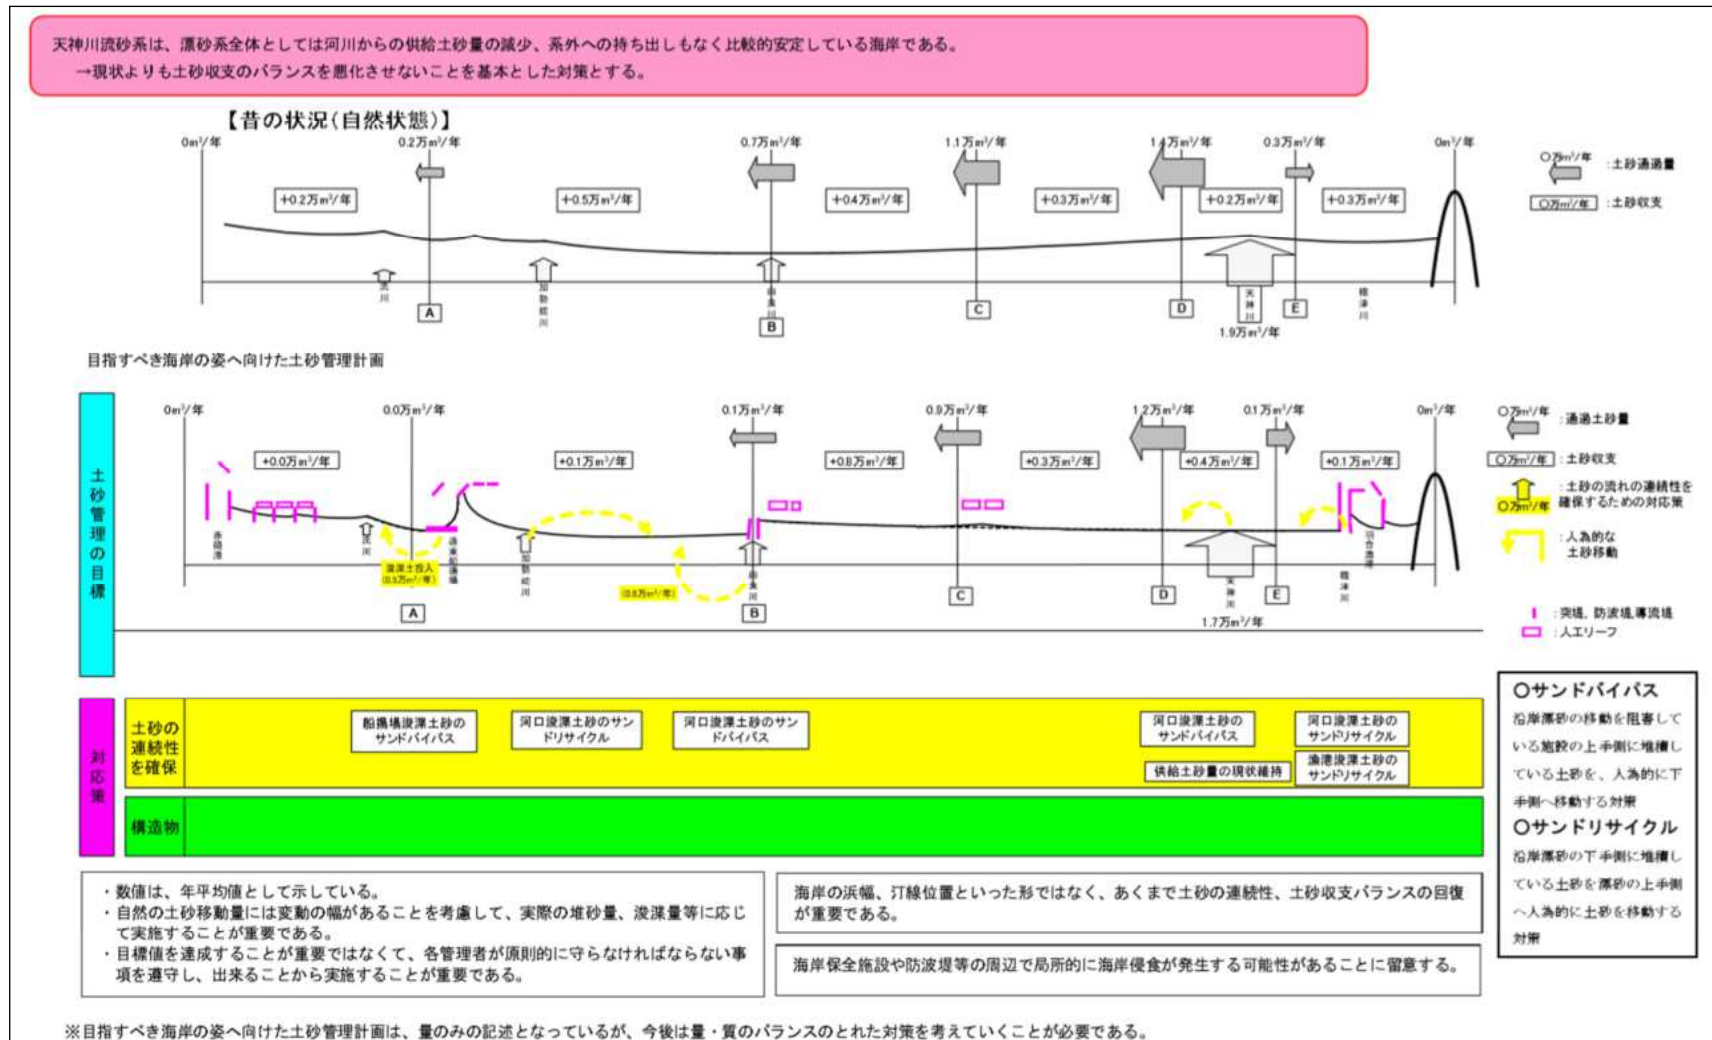 天神川流砂系は、漂砂系全体としては河川からの供給土砂量の減少、系外への持ち出しもなく比較的安定している海岸である。
→現状よりも土砂収支のバランスを悪化させないことを基本とした対策とする。
【昔の状況(自然状態)】
0m³/年
0.2万m³/年
0.7万m³/年
1.1万m³/年
1.4万m³/年
0.3万m³/年
0m³/年
+0.2万m³/年
+0.5万m³/年
+0.4万m³/年
+0.3万m³/年
+0.2万m³/年
+0.3万m³/年
〇万m³/年
:土砂通過量
〇万m³/年
:土砂収支
加勢蛇川
天神川
橋津川
A
B
C
D
E
1.9万m³/年
目指すべき海岸の姿へ向けた土砂管理計画
土砂管理の目標
0m³/年
0.0万m³/年
0.1万m³/年
0.9万m³/年
1.2万m³/年
0.1万m³/年
0m³/年
+0.0万m³/年
+0.1万m³/年
+0.8万m³/年
+0.3万m³/年
+0.4万m³/年
+0.1万m³/年
〇万m³/年
:通過土砂量
〇万m³/年
:土砂収支
:土砂の流れの連続性を
確保するための対応策
〇万m³/年
:人為的な
土砂移動
:突堤、防波堤、導流堤
:人工リーフ
赤碕港
加勢蛇川
天神川
橋津川
羽合漁港
浚渫土投入
A
B
C
D
E
1.7万m³/年
対応策
土砂の
連続性
を確保
船揚場浚渫土砂の
サンドバイパス
河口浚渫土砂のサン
ドリサイクル
河口浚渫土砂のサン
ドバイパス
河口浚渫土砂の
サンドバイパス
供給土砂量の現状維持
河口浚渫土砂の
サンドリサイクル
漁港浚渫土砂の
サンドリサイクル
構造物
〇サンドバイパス
沿岸漂砂の移動を阻害して
いる施設の上手側に堆積し
ている土砂を、人為的に下
手側へ移動する対策
〇サンドリサイクル
沿岸漂砂の下手側に堆積し
ている土砂を漂砂の上手側
へ人為的に土砂を移動する
対策
・数値は、年平均値として示している。
・自然の土砂移動量には変動の幅があることを考慮して、実際の堆砂量、浚渫量等に応じ
て実施することが重要である。
・目標値を達成することが重要ではなくて、各管理者が原則的に守らなければならない事
項を遵守し、出来ることから実施することが重要である。
海岸の浜幅、汀線位置といった形ではなく、あくまで土砂の連続性、土砂収支バランスの回復
が重要である。
海岸保全施設や防波堤等の周辺で局所的に海岸侵食が発生する可能性があることに留意する。
※目指すべき海岸の姿へ向けた土砂管理計画は、量のみの記述となっているが、今後は量・質のバランスのとれた対策を考えていくことが必要である。